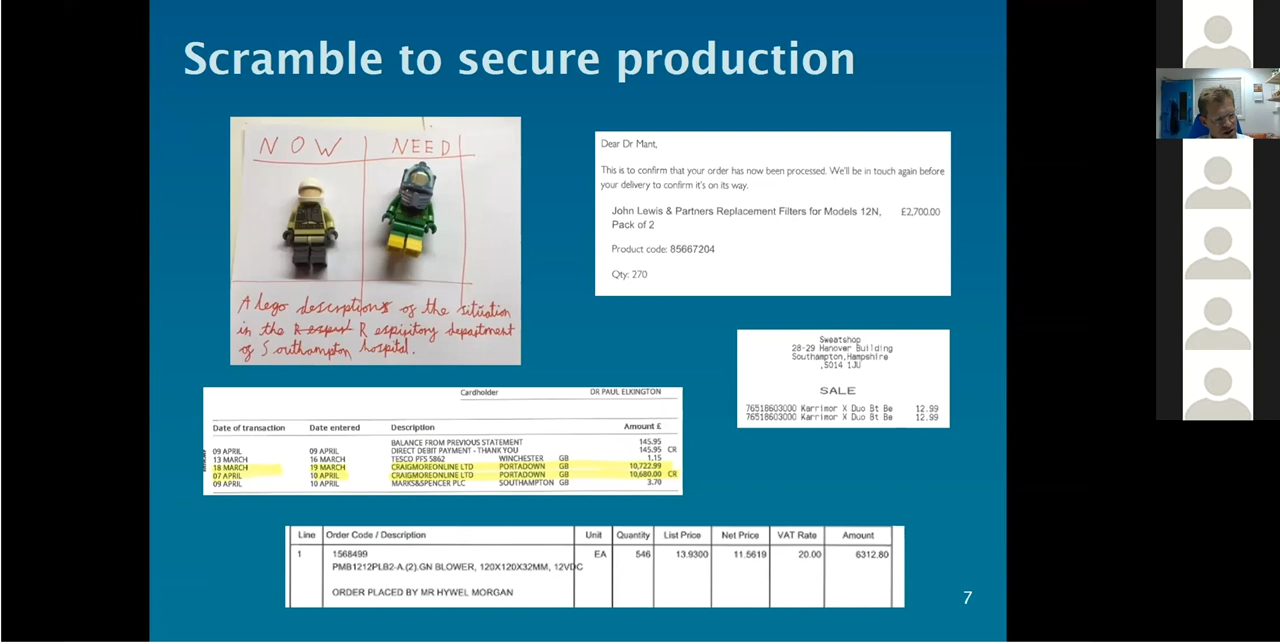 Scramble to secure production
NOW NEED
A lego descriptions of the situation
in the R espiritory department
of Southampton hospital.
Dear Dr Mant,
This is to confirm that your order has now been processed. We'll be in touch again before
your delivery to confirm it's on its way.
John Lewis & Partners Replacement Filters for Models 12N, £2,700.00
Pack of 2
Product code: 85667204
Qty: 270
Sweatshop
28-29 Hanover Building
Southampton,Hampshire
,SO14 1JU
SALE
76518603000 Karrimor X Duo Bt Be 12.99
76518603000 Karrimor X Duo Bt Be 12.99
Cardholder DR PAUL ELKINGTON
Date of transaction Date entered Description Amount £
BALANCE FROM PREVIOUS STATEMENT 145.95
09 APRIL 09 APRIL DIRECT DEBIT PAYMENT - THANK YOU 145.95 CR
13 MARCH 16 MARCH TESCO PFS 5862 WINCHESTER GB 1.15
18 MARCH 19 MARCH CRAIGMOREONLINE LTD PORTADOWN GB 10,722.99
07 APRIL 10 APRIL CRAIGMOREONLINE LTD PORTADOWN GB 10,680.00 CR
09 APRIL 10 APRIL MARKS&SPENCER PLC SOUTHAMPTON GB 3.70
Line Order Code / Description Unit Quantity List Price Net Price VAT Rate Amount
1 1568499 EA 546 13.9300 11.5619 20.00 6312.80
PMB1212PLB2-A.(2).GN BLOWER, 120X120X32MM, 12VDC
ORDER PLACED BY MR HYWEL MORGAN
7